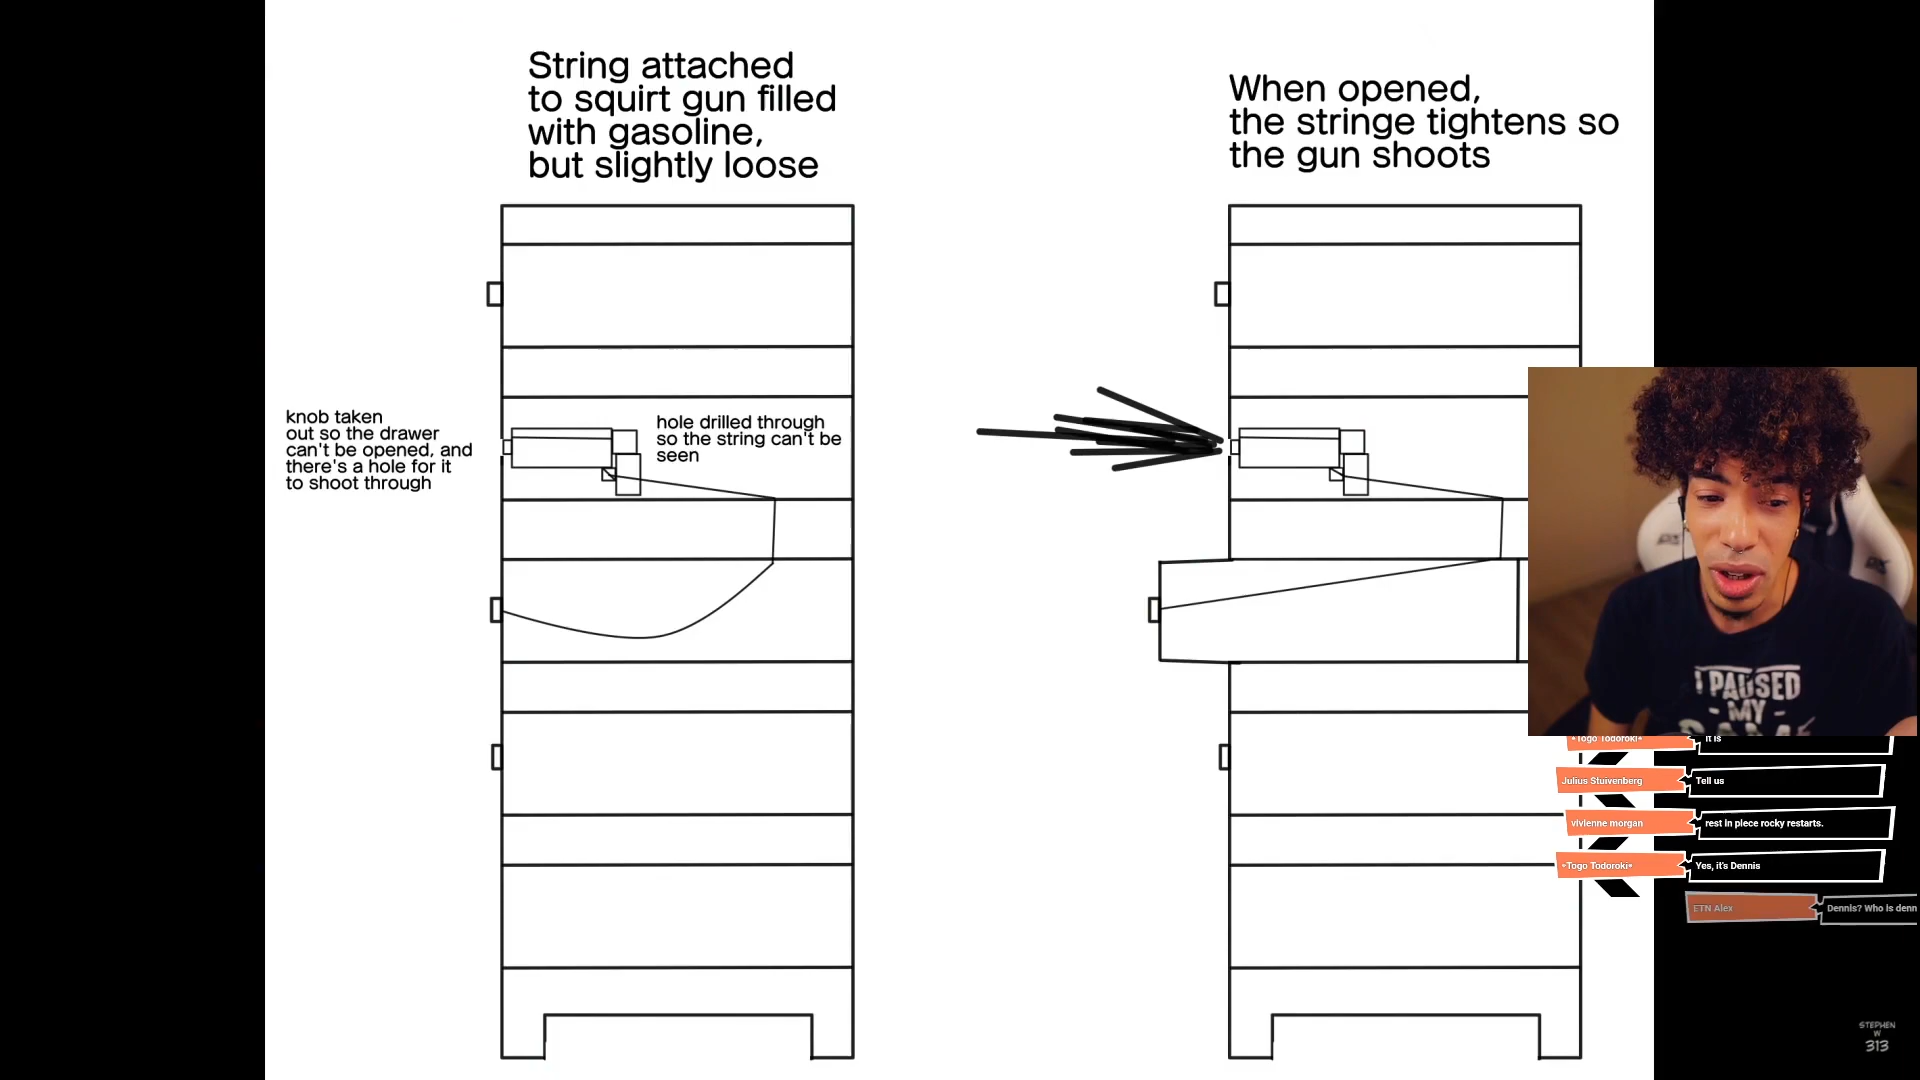 String attached
to squirt gun filled
with gasoline,
but slightly loose
When opened,
the stringe tightens so
the gun shoots
knob taken
out so the drawer
can't be opened, and
there's a hole for it
to shoot through
hole drilled through
so the string can't be
seen
I PAUSED
- MY -
•Togo Todoroki• It is
Julius Stuivenberg Tell us
vivienne morgan rest in piece rocky restarts.
•Togo Todoroki• Yes, it's Dennis
ETN Alex Dennis? Who is denn
STEPHEN
W
313